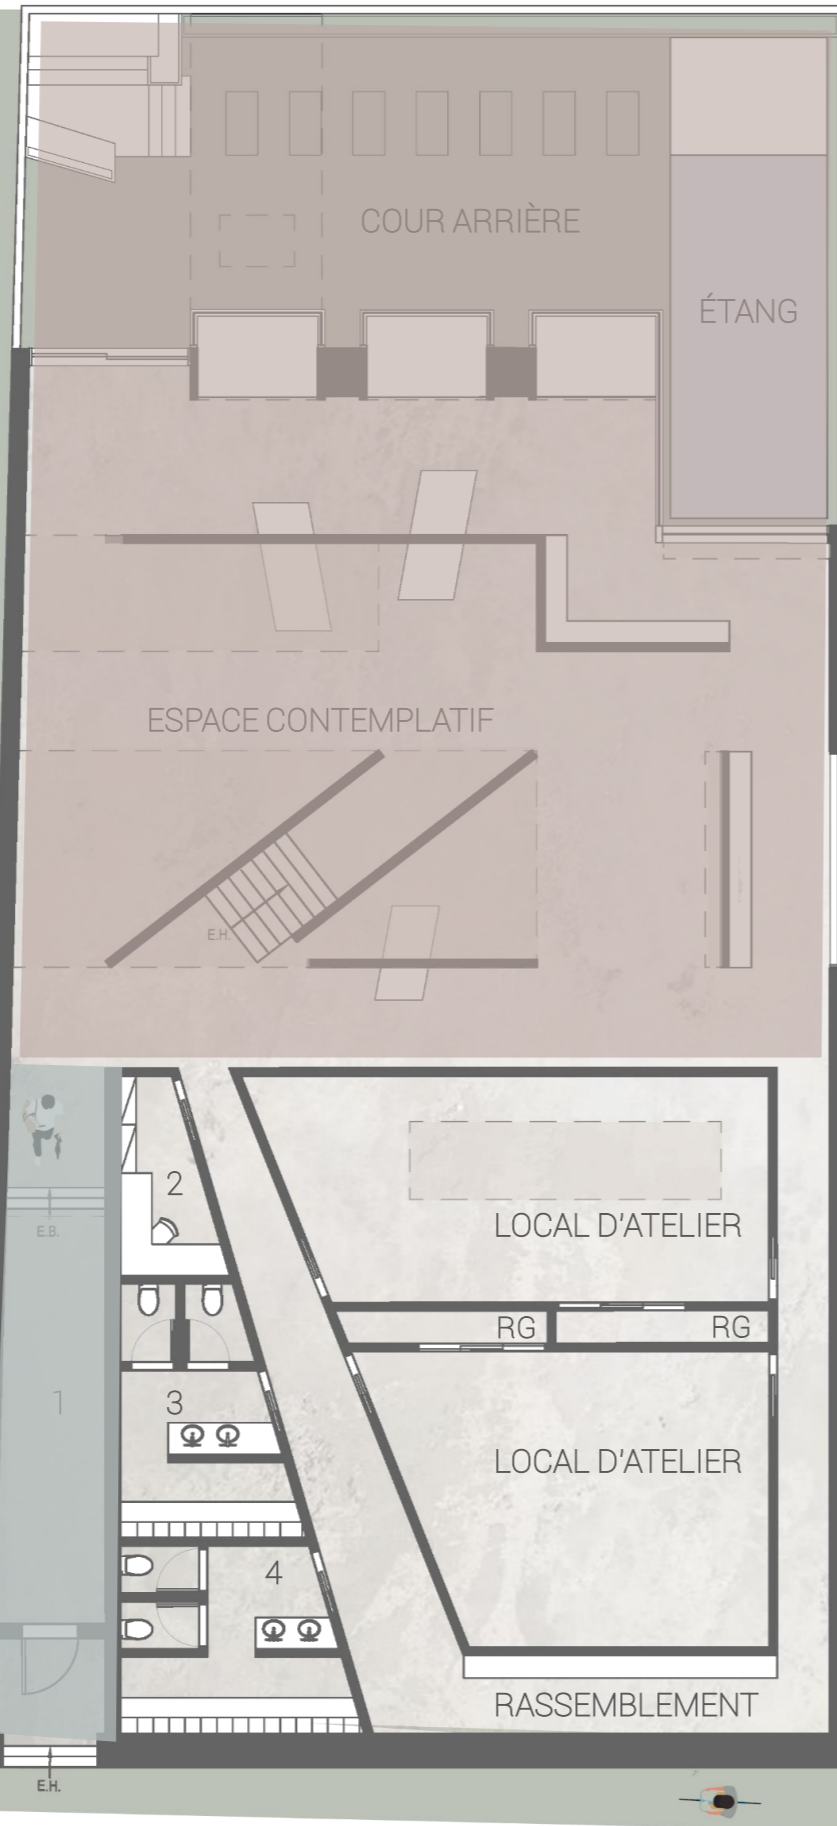 COUR ARRIÈRE
ÉTANG
ESPACE CONTEMPLATIF
E.H.
2
LOCAL D'ATELIER
E.B.
RG RG
1
3
LOCAL D'ATELIER
4
RASSEMBLEMENT
E.H.